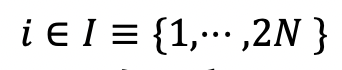 i ∈ I ≡ {1,⋯ ,2N }